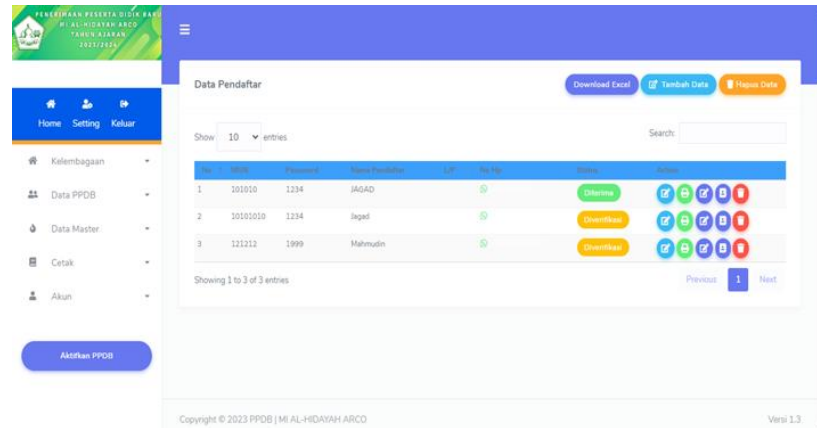 PENERIMAAN PESERTA DIDIK BARU
MI AL-HIDAYAH ARCO
TAHUN AJARAN
2023/2024
Home Setting Keluar
Kelembagaan
Data PPDB
Data Master
Cetak
Akun
Aktifkan PPDB
Data Pendaftar
Download Excel Tambah Data Hapus Data
Show 10 entries Search:
No NISN Password Nama Pendaftar L/P No Hp Status Action
1 101010 1234 JAGAD Diterima
2 10101010 1234 Jagad Diverifikasi
3 121212 1999 Mahmudin Diverifikasi
Showing 1 to 3 of 3 entries Previous 1 Next
Copyright © 2023 PPDB | MI AL-HIDAYAH ARCO Versi 1.3